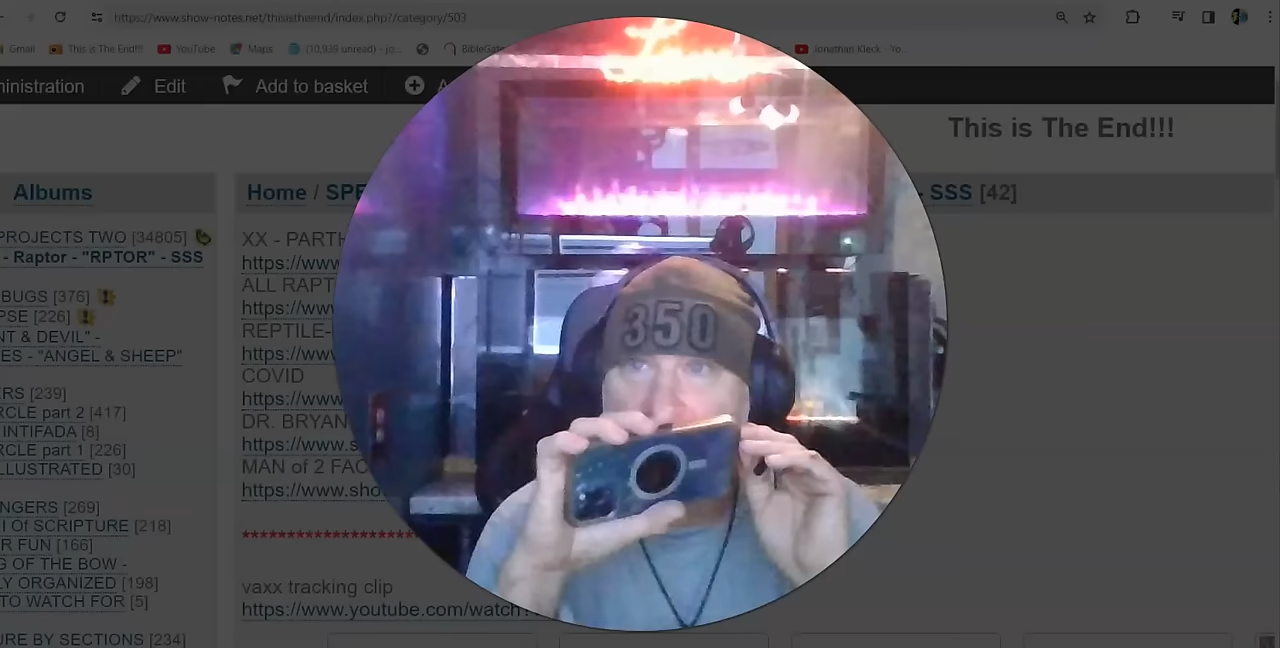 https://www.show-notes.net/thisistheend/index.php?/category/503
Gmail
This is The End!!!
YouTube
Maps
(10,939 unread) - jo...
BibleGat
Jonathan Kleck - Yo...
ministration
Edit
Add to basket
This is The End!!!
Albums
Home / SPE
- SSS [42]
PROJECTS TWO [34805]
- Raptor - "RPTOR" - SSS
BUGS [376]
PSE [226]
NT & DEVIL" -
ES - "ANGEL & SHEEP"
ERS [239]
RCLE part 2 [417]
INTIFADA [8]
RCLE part 1 [226]
LLUSTRATED [30]
NGERS [269]
I Of SCRIPTURE [218]
R FUN [166]
G OF THE BOW -
LY ORGANIZED [198]
TO WATCH FOR [5]
URE BY SECTIONS [234]
XX - PARTH
https://www
ALL RAPT
https://www
REPTILE-
https://www
COVID
https://www
DR. BRYAN
https://www.s
MAN of 2 FAC
https://www.sho
*********************
vaxx tracking clip
https://www.youtube.com/watch?
350